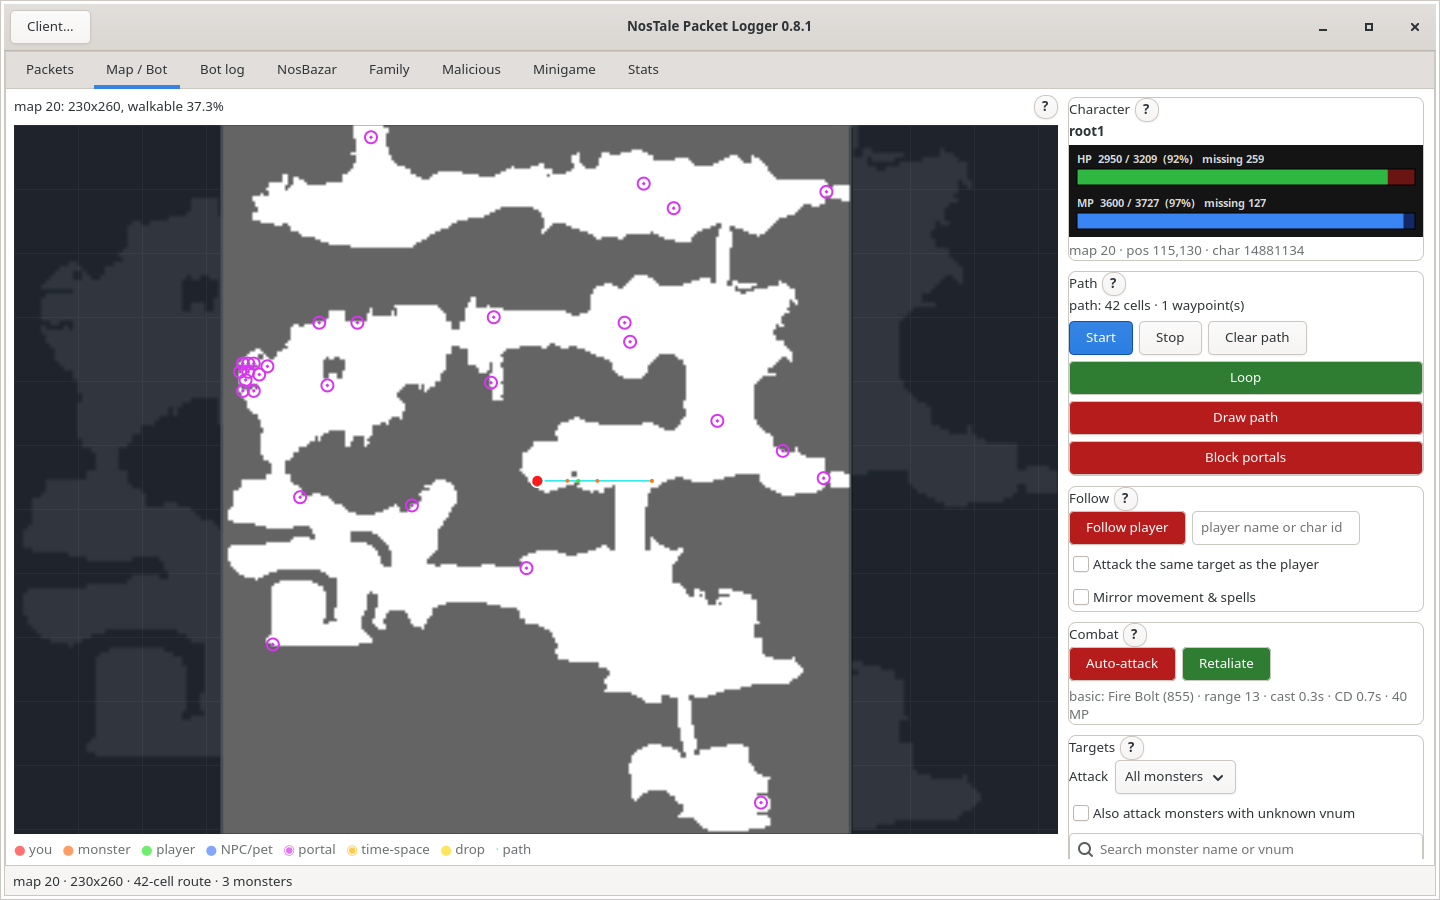 Client...
NosTale Packet Logger 0.8.1
Packets
Map / Bot
Bot log
NosBazar
Family
Malicious
Minigame
Stats
map 20: 230x260, walkable 37.3%
?
Character ?
root1
HP 2950 / 3209 (92%) missing 259
MP 3600 / 3727 (97%) missing 127
map 20 · pos 115,130 · char 14881134
Path ?
path: 42 cells · 1 waypoint(s)
Start
Stop
Clear path
Loop
Draw path
Block portals
Follow ?
Follow player
player name or char id
Attack the same target as the player
Mirror movement & spells
Combat ?
Auto-attack
Retaliate
basic: Fire Bolt (855) · range 13 · cast 0.3s · CD 0.7s · 40
MP
Targets ?
Attack
All monsters
Also attack monsters with unknown vnum
Search monster name or vnum
you
monster
player
NPC/pet
portal
time-space
drop
path
map 20 · 230x260 · 42-cell route · 3 monsters